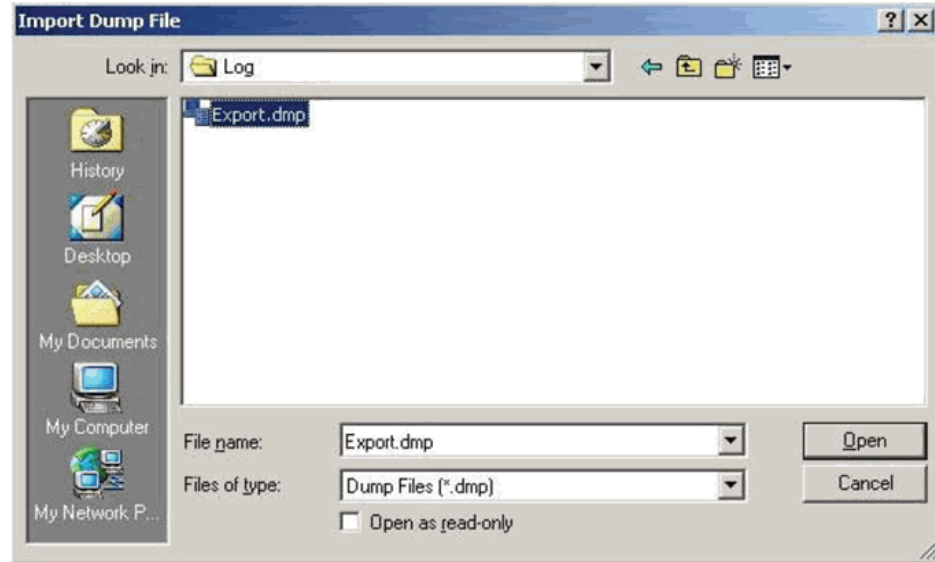 Import Dump File
Look in:
Log
Export.dmp
History
Desktop
My Documents
My Computer
My Network P...
File name:
Export.dmp
Open
Files of type:
Dump Files (*.dmp)
Cancel
Open as read-only